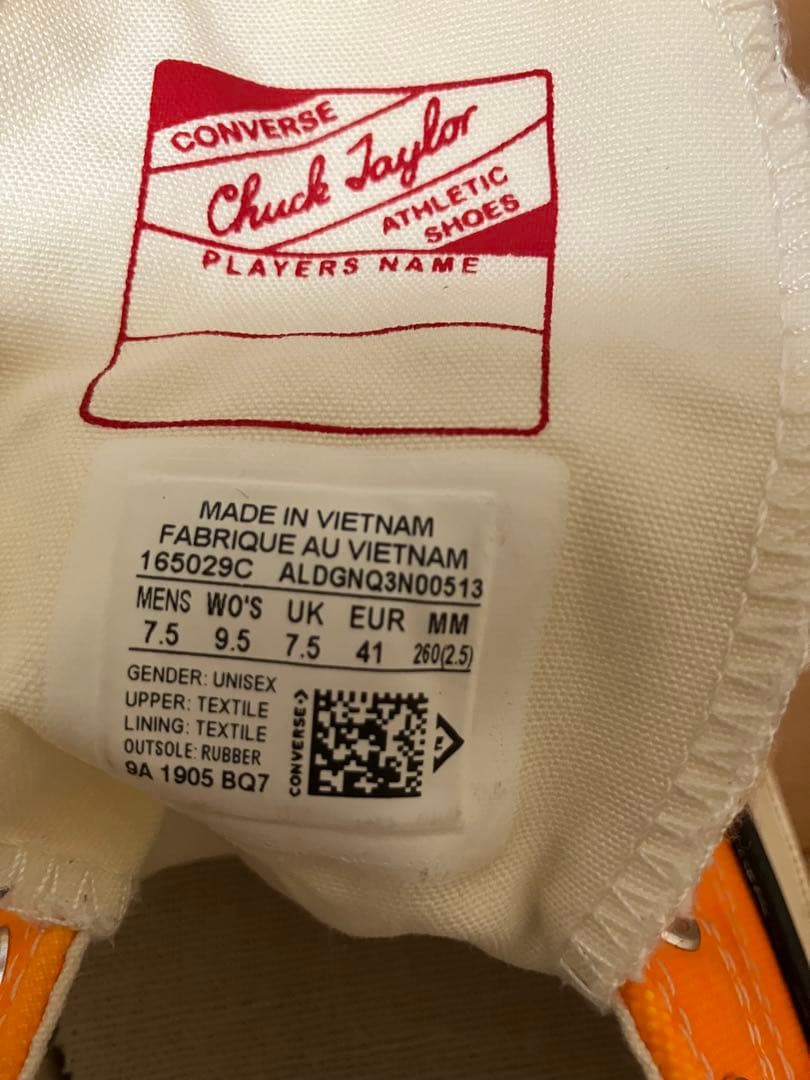 CONVERSE
Chuck Taylor
ATHLETIC
SHOES
PLAYERS NAME
MADE IN VIETNAM
FABRIQUE AU VIETNAM
165029C ALDGNQ3N00513
MENS WO'S UK EUR MM
7.5 9.5 7.5 41 260(2.5)
GENDER: UNISEX
UPPER: TEXTILE
LINING: TEXTILE
OUTSOLE: RUBBER
9A 1905 BQ7
CONVERSE